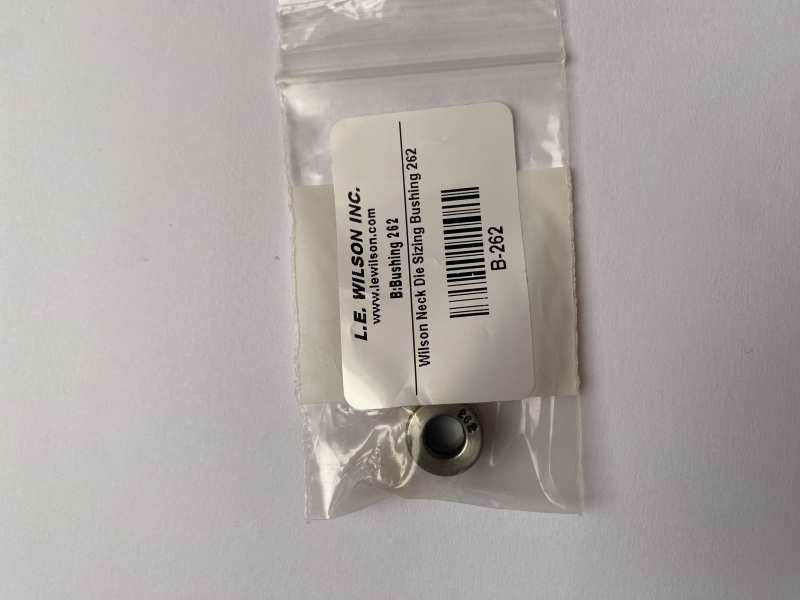 L.E. WILSON INC.
www.lewilson.com
B:Bushing 262
Wilson Neck Die Sizing Bushing 262
B-262
262